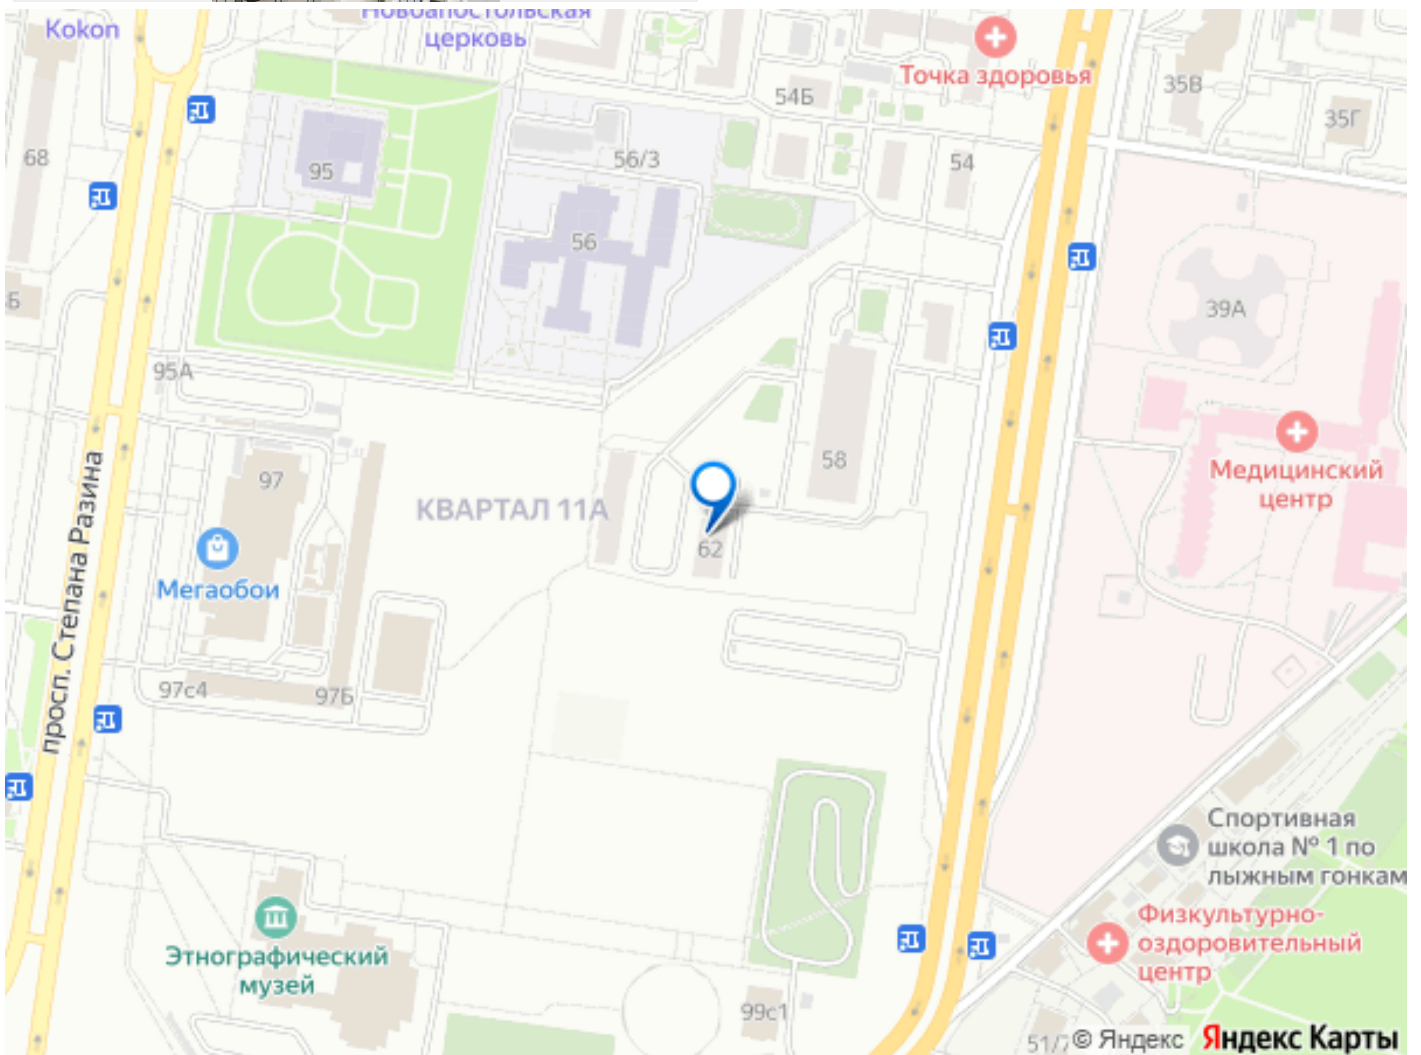 Новоапостольская
церковь
Kokon
Точка здоровья
35В
54Б
35Г
68
56/3
54
95
56
39А
95А
58
Медицинский
центр
97
КВАРТАЛ 11А
62
Мегаобои
просп. Степана Разина
97с4
97Б
Спортивная
школа № 1 по
лыжным гонкам
Физкультурно-
оздоровительный
центр
Этнографический
музей
99с1
51/
© Яндекс Яндекс Карты